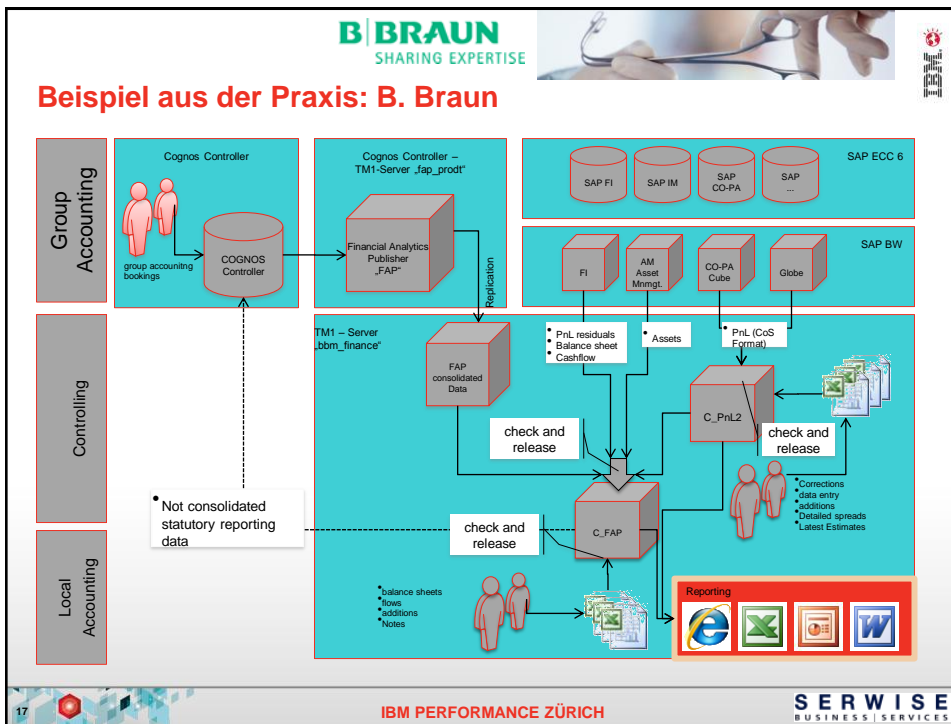 B|BRAUN
SHARING EXPERTISE
IBM
Beispiel aus der Praxis: B. Braun
Group
Accounting
Cognos Controller
group accounitng
bookings
COGNOS
Controller
Cognos Controller –
TM1-Server „fap_prodt“
Financial Analytics
Publisher
„FAP“
Replication
SAP ECC 6
SAP FI
SAP IM
SAP
CO-PA
SAP
...
SAP BW
FI
AM
Asset
Mnmgt.
CO-PA
Cube
Globe
Controlling
TM1 – Server
„bbm_finance“
• PnL residuals
• Balance sheet
• Cashflow
• Assets
• PnL (CoS
Format)
FAP
consolidated
Data
C_PnL2
check and
release
check and
release
• Corrections
• data entry
• additions
• Detailed spreads
• Latest Estimates
• Not consolidated
statutory reporting
data
check and
release
C_FAP
Local
Accounting
• balance sheets
• flows
• additions
• Notes
Reporting
17
IBM PERFORMANCE ZÜRICH
SERWISE
BUSINESS | SERVICES